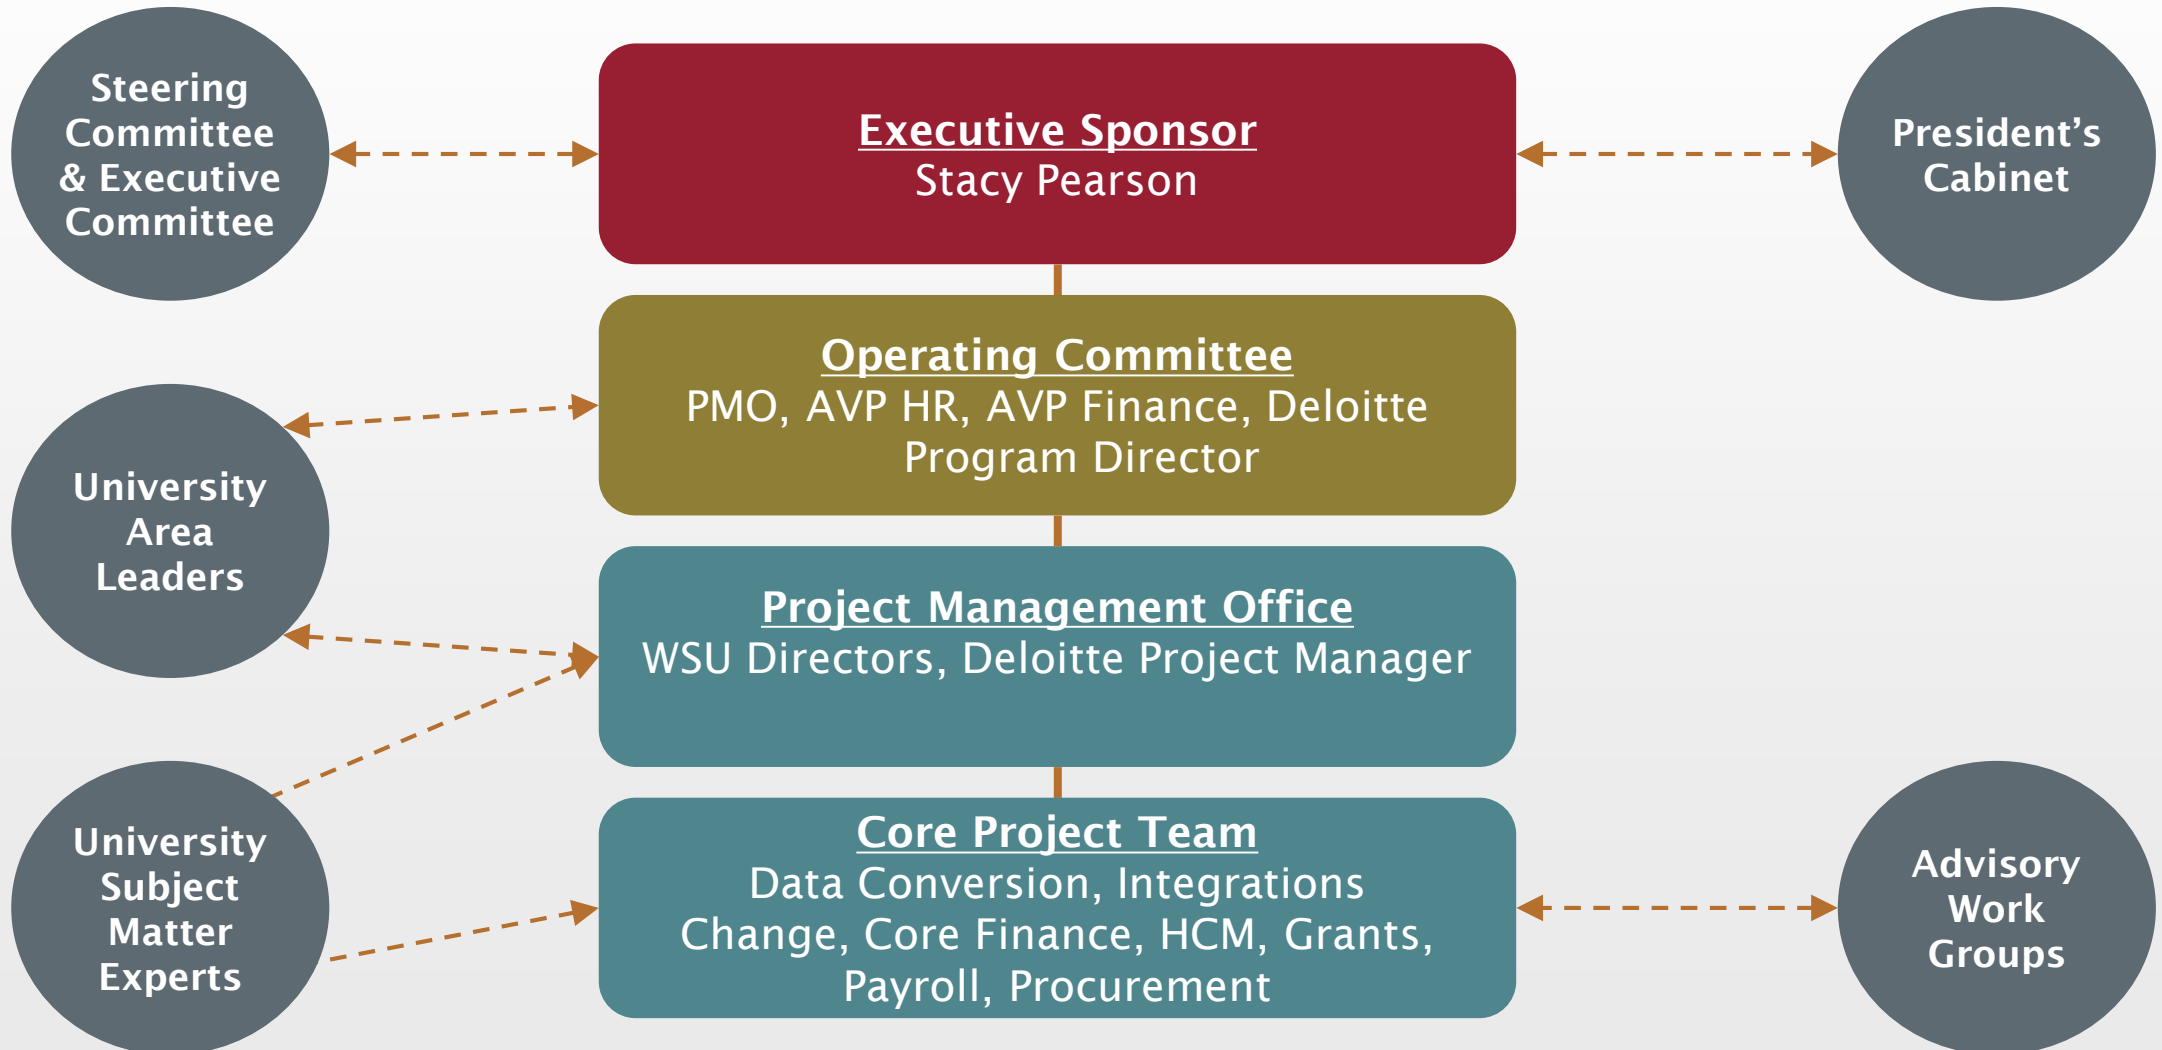 Steering
Committee
& Executive
Committee
Executive Sponsor
Stacy Pearson
President’s
Cabinet
Operating Committee
PMO, AVP HR, AVP Finance, Deloitte
Program Director
University
Area
Leaders
Project Management Office
WSU Directors, Deloitte Project Manager
University
Subject
Matter
Experts
Core Project Team
Data Conversion, Integrations
Change, Core Finance, HCM, Grants,
Payroll, Procurement
Advisory
Work
Groups